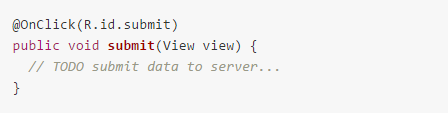 @OnClick(R.id.submit)
public void submit(View view) {
  // TODO submit data to server...
}